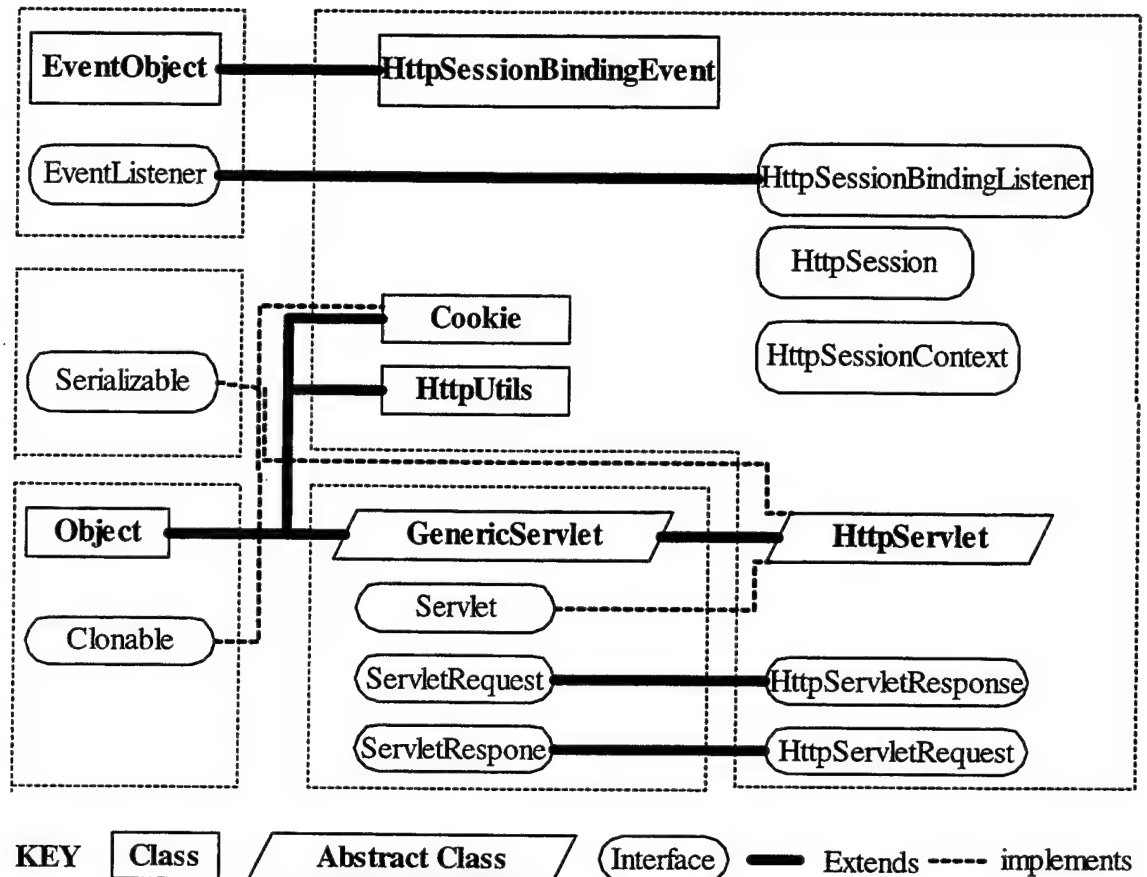 EventObject
HttpSessionBindingEvent
EventListener
HttpSessionBindingListener
HttpSession
Cookie
HttpSessionContext
Serializable
HttpUtils
Object
GenericServlet
HttpServlet
Servlet
Clonable
ServletRequest
HttpServletResponse
ServletRespone
HttpServletRequest
KEY Class Abstract Class Interface Extends implements